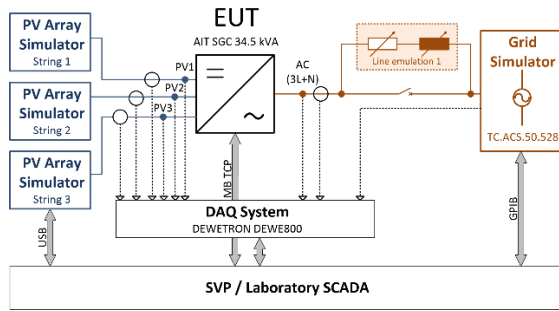 PV Array
Simulator
String 1
PV Array
Simulator
String 2
PV Array
Simulator
String 3
EUT
AIT SGC 34.5 kVA
PV1
PV2
PV3
AC
(3L+N)
Line emulation 1
Grid
Simulator
TC.ACS.50.528
MB TCP
DAQ System
DEWETRON DEWE800
USB
GPIB
SVP / Laboratory SCADA